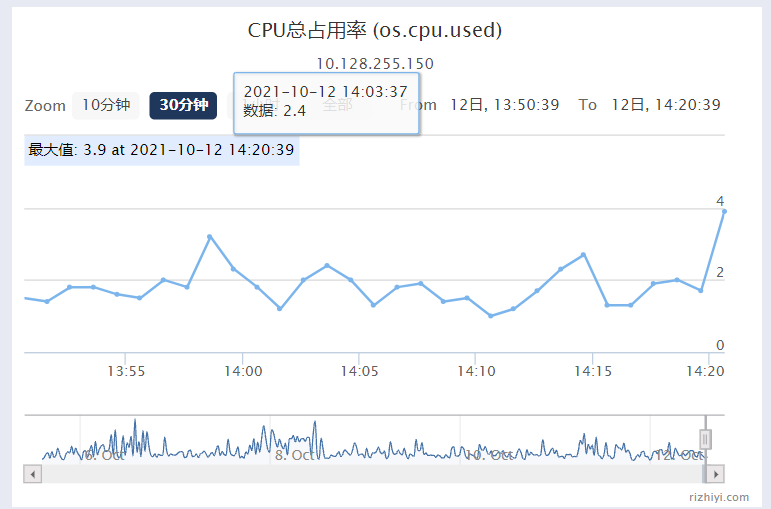 CPU总占用率 (os.cpu.used)
10.128.255.150
2021-10-12 14:03:37
数据: 2.4
Zoom 10分钟 30分钟 全部 From 12日, 13:50:39 To 12日, 14:20:39
最大值: 3.9 at 2021-10-12 14:20:39
4
2
0
13:55 14:00 14:05 14:10 14:15 14:20
6. Oct 8. Oct 10. Oct 12. Oct
rizhiyi.com